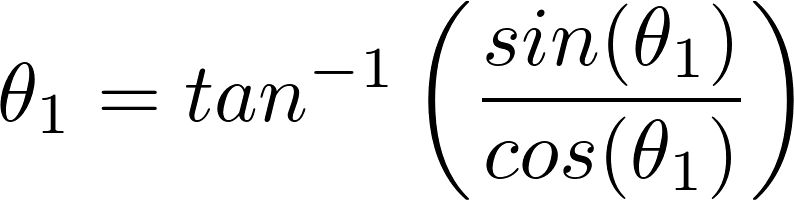 θ₁ = tan⁻¹ (sin(θ₁) / cos(θ₁))